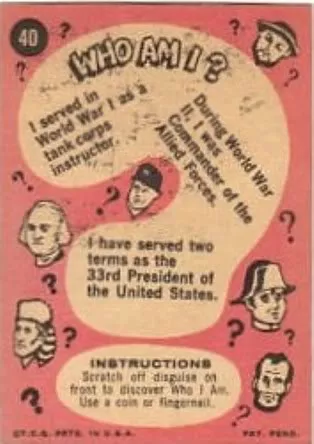 40
WHO AM I?
I served in
World War I as a
tank corps
instructor.
During World War
II, I was
Commander of the
Allied Forces.
I have served two
terms as the
33rd President of
the United States.
INSTRUCTIONS
Scratch off disguise on
front to discover Who I Am.
Use a coin or fingernail.
©T.C.G. PRTD. IN U.S.A.
PAT. PEND.